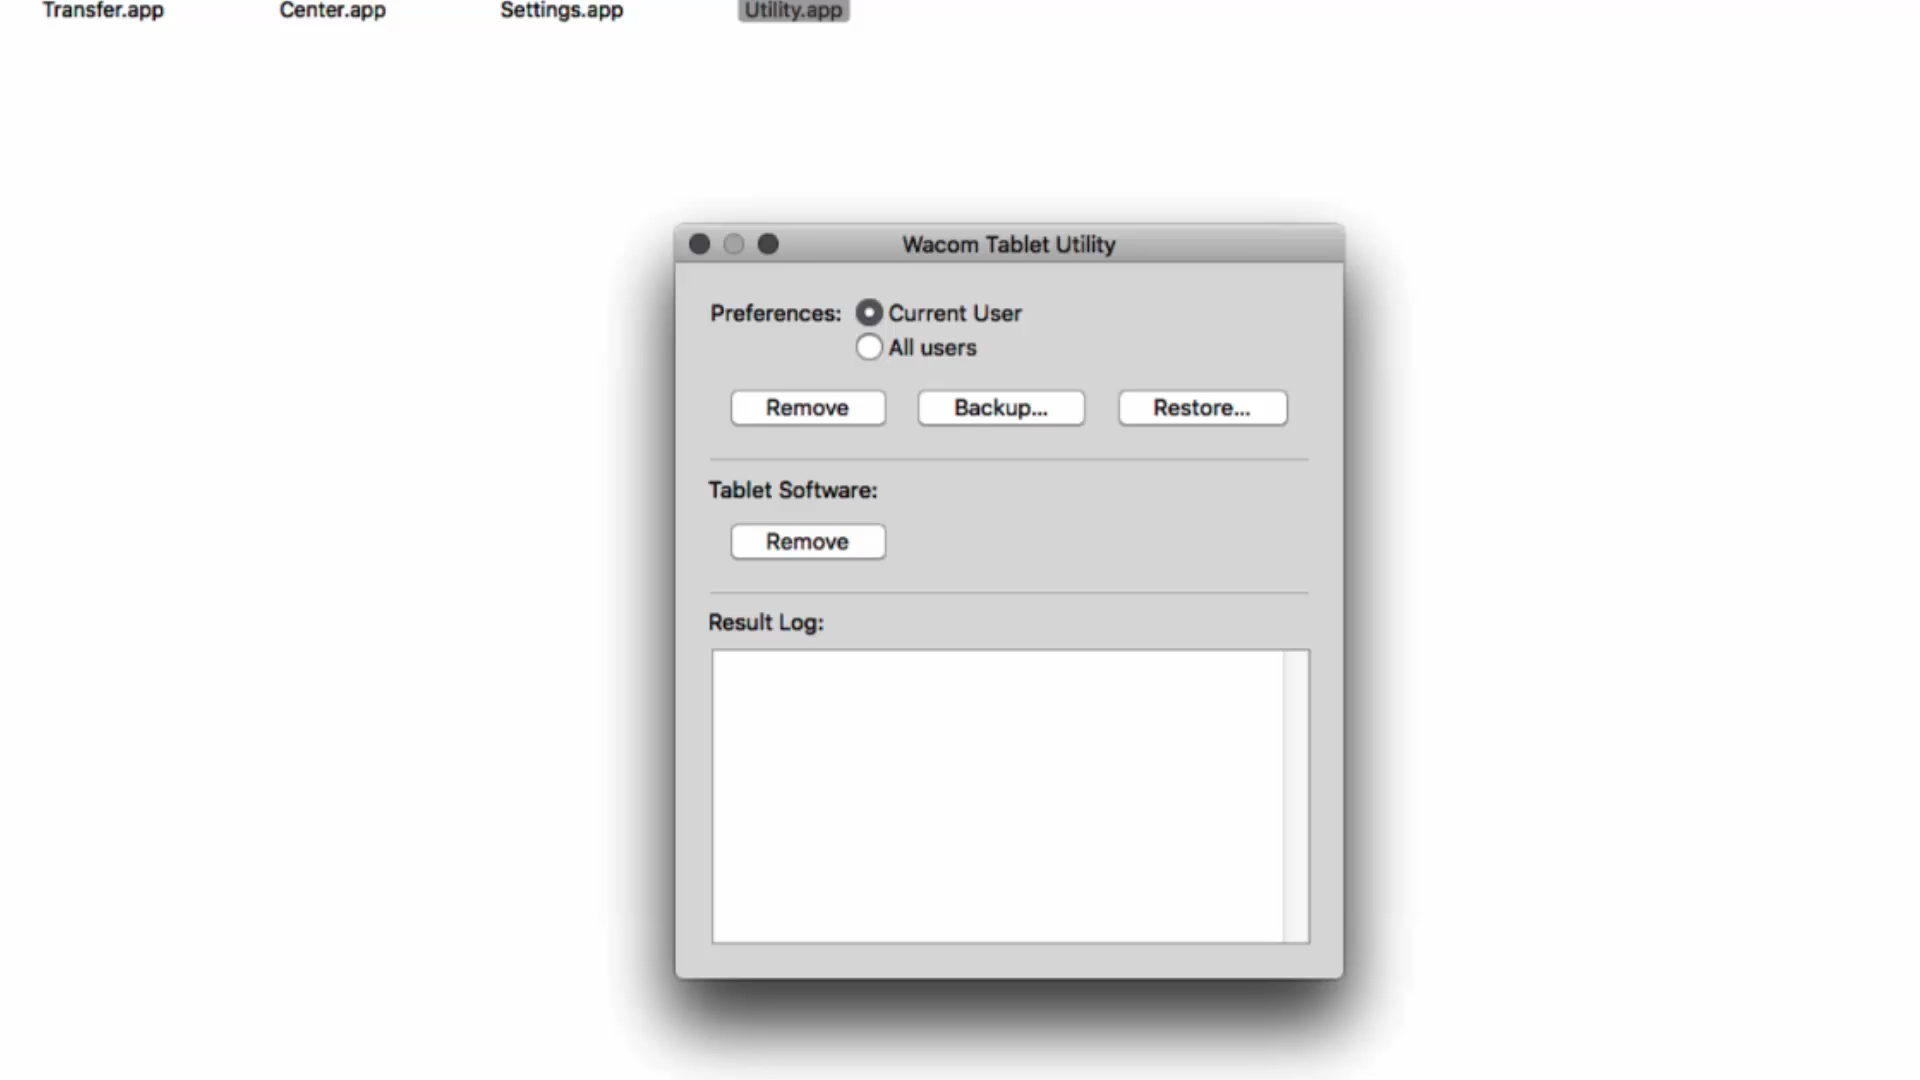 Transfer.app Center.app Settings.app Utility.app
Wacom Tablet Utility
Preferences: Current User
All users
Remove Backup... Restore...
Tablet Software:
Remove
Result Log: